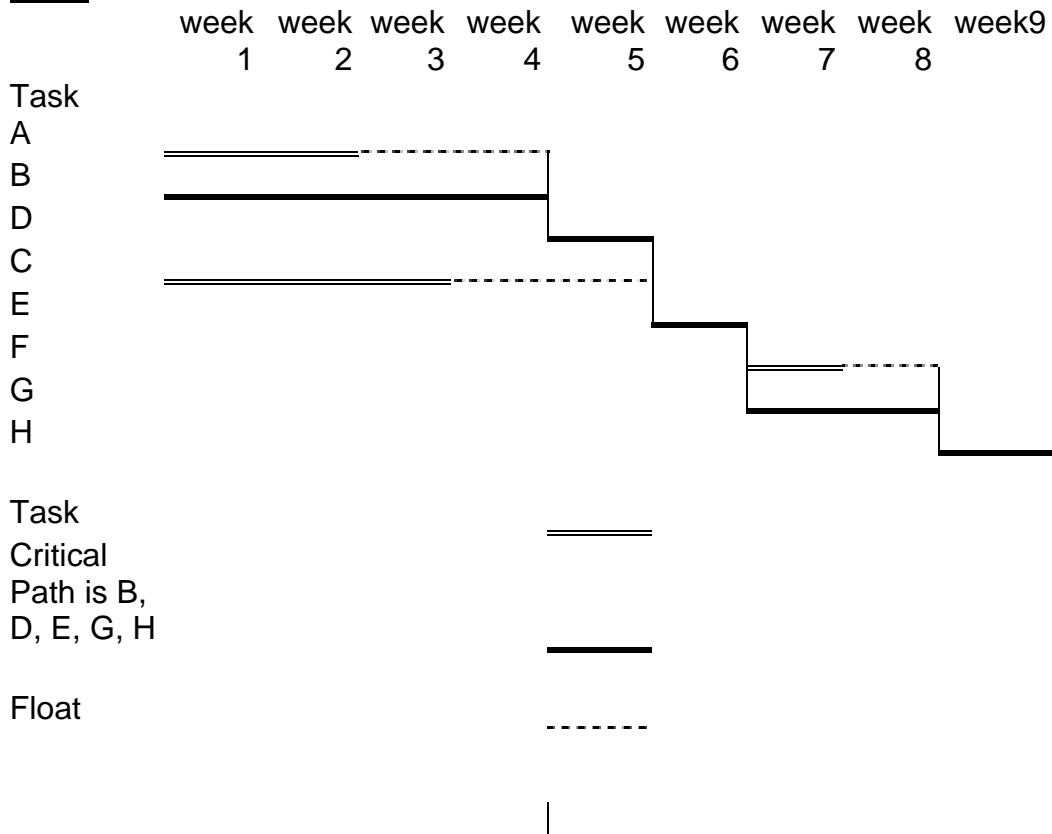 week week week week week week week week week9
1 2 3 4 5 6 7 8
Task
A
B
D
C
E
F
G
H
Task
Critical
Path is B,
D, E, G, H
Float